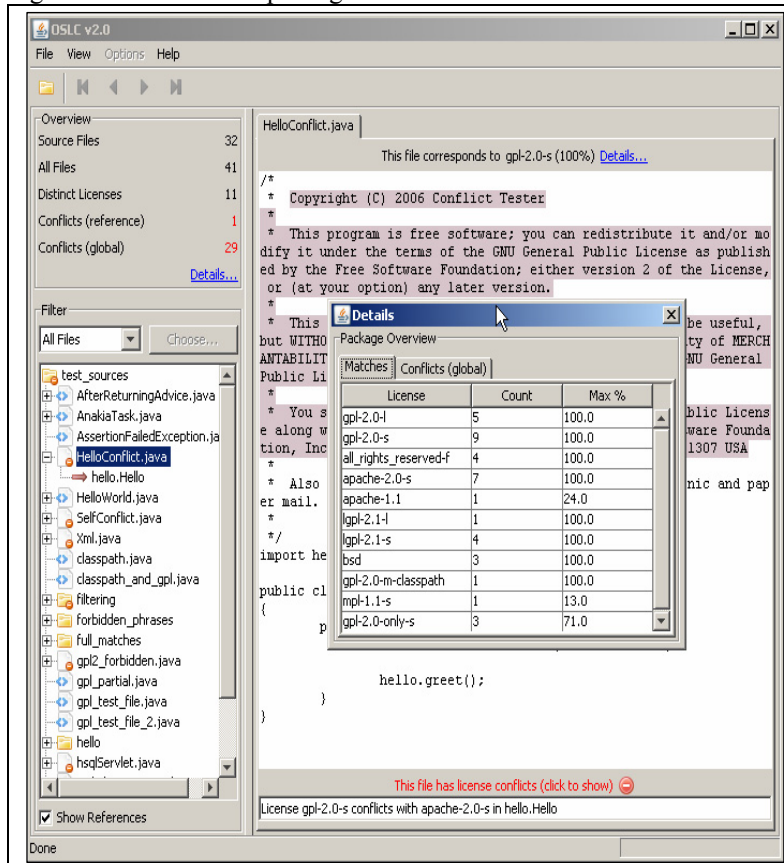 OSLC v2.0
File View Options Help
Overview
Source Files 32
All Files 41
Distinct Licenses 11
Conflicts (reference) 1
Conflicts (global) 29
Details...
Filter
All Files Choose...
test_sources
AfterReturningAdvice.java
AnakiaTask.java
AssertionFailedException.ja
HelloConflict.java
hello.Hello
HelloWorld.java
SelfConflict.java
Xml.java
classpath.java
classpath_and_gpl.java
filtering
forbidden_phrases
full_matches
gpl2_forbidden.java
gpl_partial.java
gpl_test_file.java
gpl_test_file_2.java
hello
hsqlServlet.java
Show References
Done
HelloConflict.java
This file corresponds to gpl-2.0-s (100%) Details...
/*
* Copyright (C) 2006 Conflict Tester
*
* This program is free software; you can redistribute it and/or mo
dify it under the terms of the GNU General Public License as publish
ed by the Free Software Foundation; either version 2 of the License,
or (at your option) any later version.
*
* This be useful,
but WITHO ty of MERCH
ANTABILIT NU General
Public Li
*
* You s blic Licens
e along w ware Founda
tion, Inc 1307 USA
*
* Also nic and pap
er mail.
*
*/
import he
public cl
{
p
hello.greet();
}
}
Details
Package Overview
Matches Conflicts (global)
License Count Max %
gpl-2.0-l 5 100.0
gpl-2.0-s 9 100.0
all_rights_reserved-f 4 100.0
apache-2.0-s 7 100.0
apache-1.1 1 24.0
lgpl-2.1-l 1 100.0
lgpl-2.1-s 4 100.0
bsd 3 100.0
gpl-2.0-m-classpath 1 100.0
mpl-1.1-s 1 13.0
gpl-2.0-only-s 3 71.0
This file has license conflicts (click to show)
License gpl-2.0-s conflicts with apache-2.0-s in hello.Hello